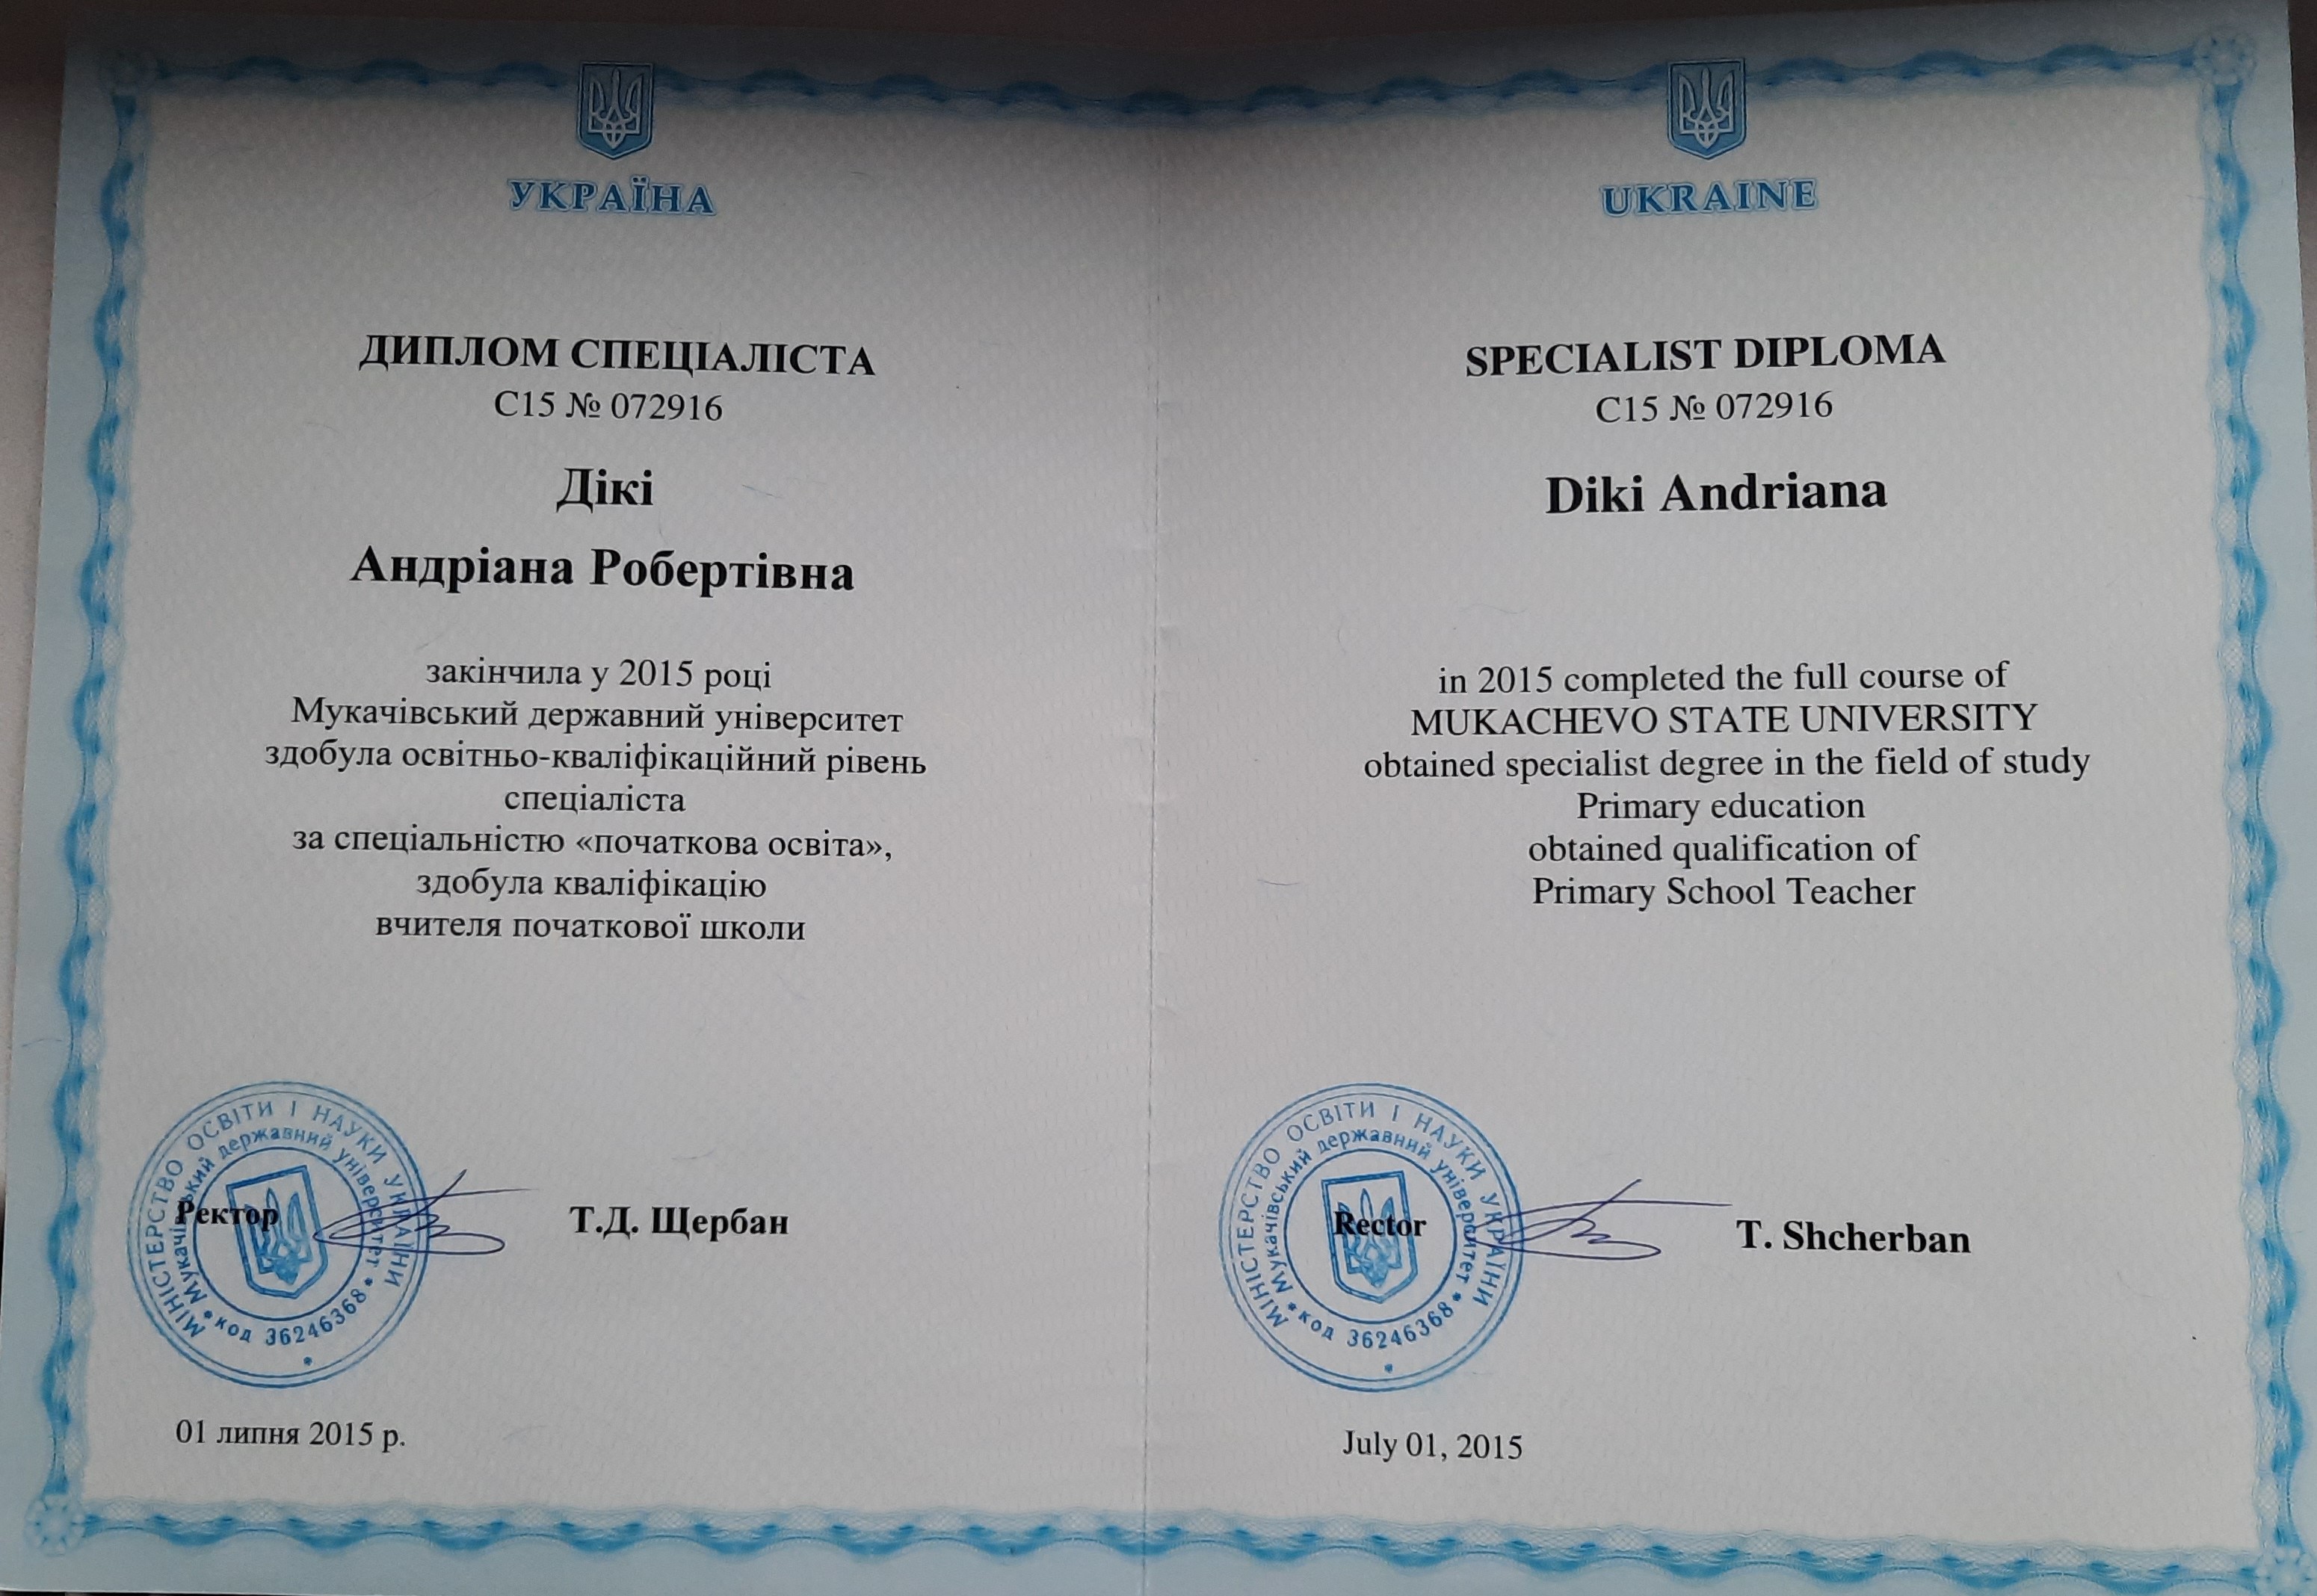 УКРАЇНА
ДИПЛОМ СПЕЦІАЛІСТА
С15 № 072916
Дікі
Андріана Робертівна
закінчила у 2015 році
Мукачівський державний університет
здобула освітньо-кваліфікаційний рівень
спеціаліста
за спеціальністю «початкова освіта»,
здобула кваліфікацію
вчителя початкової школи
МІНІСТЕРСТВО ОСВІТИ І НАУКИ УКРАЇНИ
Мукачівський державний університет
код 36246368
Ректор
Т.Д. Щербан
01 липня 2015 р.
UKRAINE
SPECIALIST DIPLOMA
C15 № 072916
Diki Andriana
in 2015 completed the full course of
MUKACHEVO STATE UNIVERSITY
obtained specialist degree in the field of study
Primary education
obtained qualification of
Primary School Teacher
МІНІСТЕРСТВО ОСВІТИ І НАУКИ УКРАЇНИ
Мукачівський державний університет
код 36246368
Rector
T. Shcherban
July 01, 2015